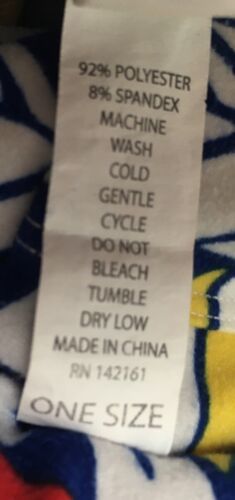 92% POLYESTER
8% SPANDEX
MACHINE
WASH
COLD
GENTLE
CYCLE
DO NOT
BLEACH
TUMBLE
DRY LOW
MADE IN CHINA
RN 142161
ONE SIZE